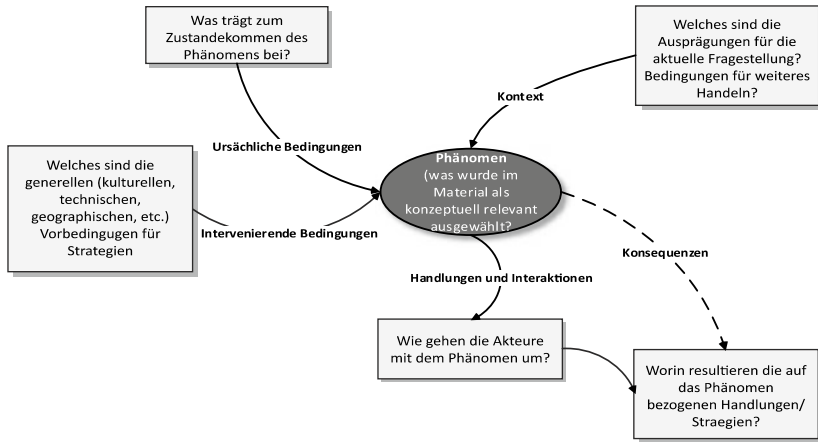 Was trägt zum
Zustandekommen des
Phänomens bei?
Welches sind die
Ausprägungen für die
aktuelle Fragestellung?
Bedingungen für weiteres
Handeln?
Kontext
Ursächliche Bedingungen
Welches sind die
generellen (kulturellen,
technischen,
geographischen, etc.)
Vorbedingugen für
Strategien
Intervenierende Bedingungen
Phänomen
(was wurde im
Material als
konzeptuell relevant
ausgewählt?
Handlungen und Interaktionen
Konsequenzen
Wie gehen die Akteure
mit dem Phänomen um?
Worin resultieren die auf
das Phänomen
bezogenen Handlungen/
Straegien?